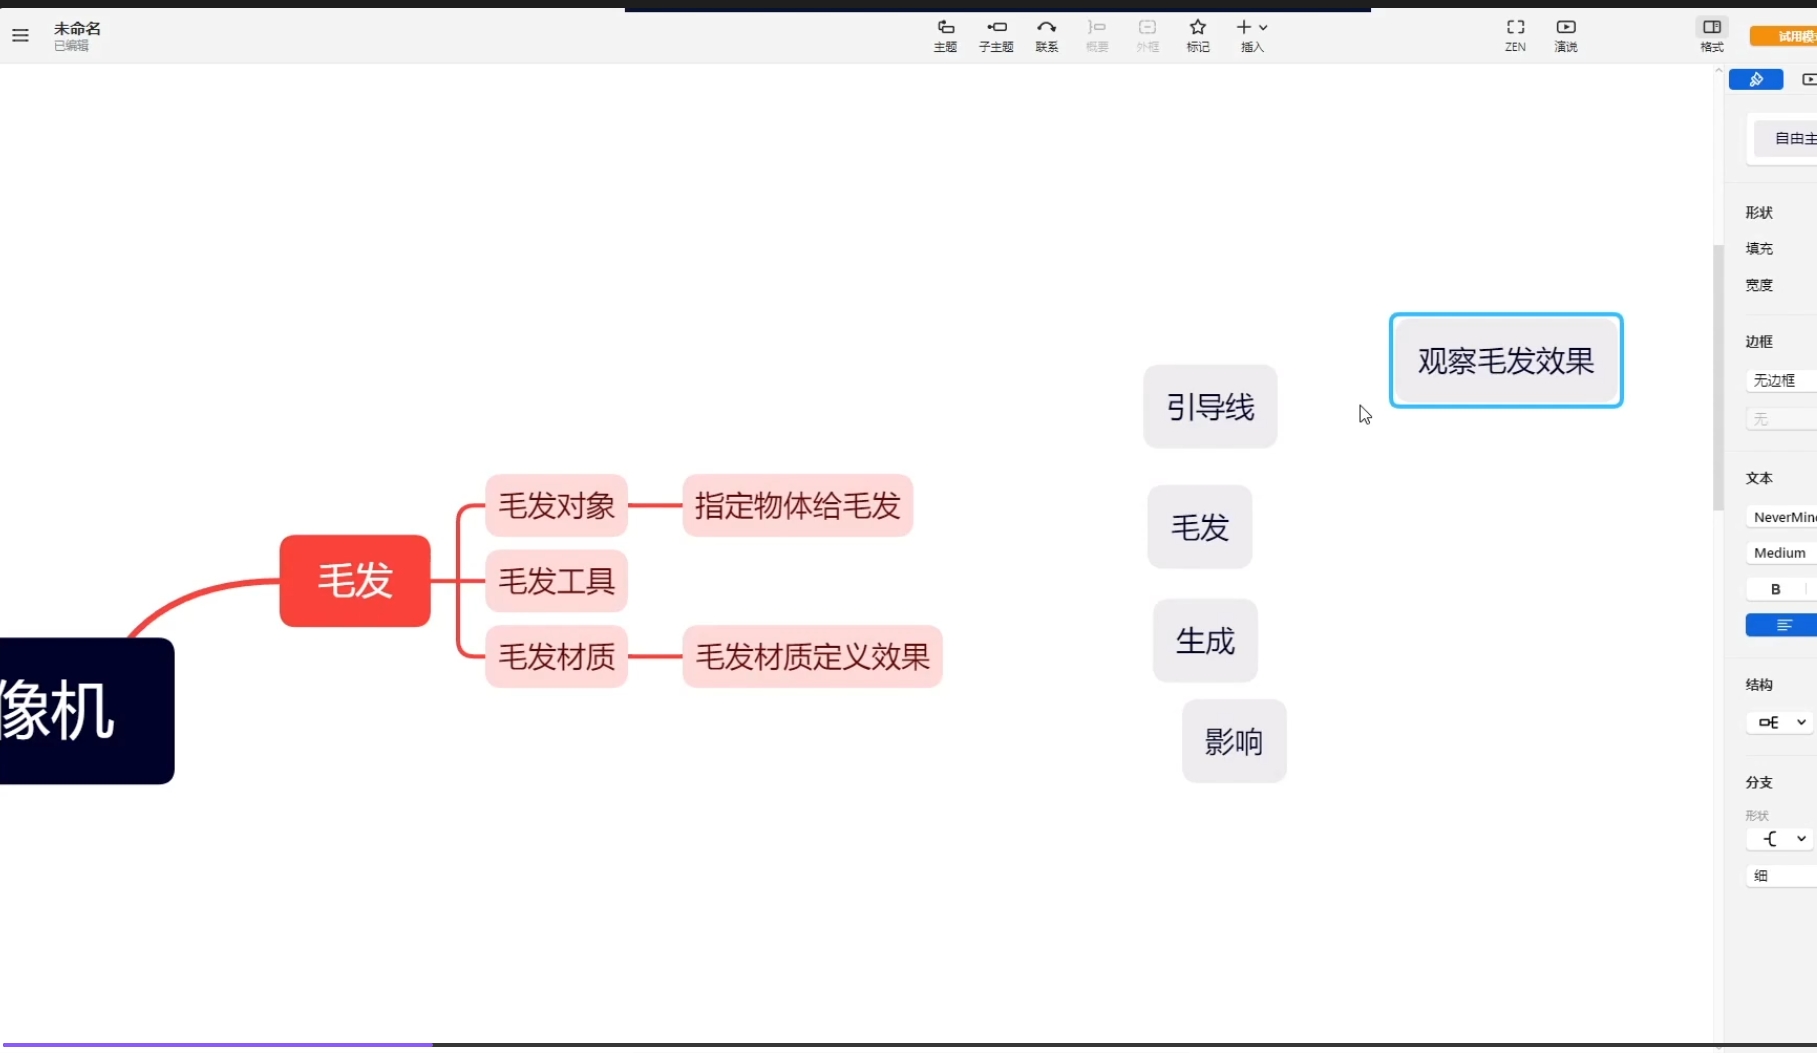 未命名
已编辑
主题
子主题
联系
概要
外框
标记
插入
ZEN
演说
格式
试用模
自由主
形状
填充
宽度
边框
无边框
无
文本
NeverMin
Medium
B
结构
分支
形状
细
观察毛发效果
引导线
毛发对象
指定物体给毛发
毛发
毛发
毛发工具
生成
毛发材质
毛发材质定义效果
像机
影响